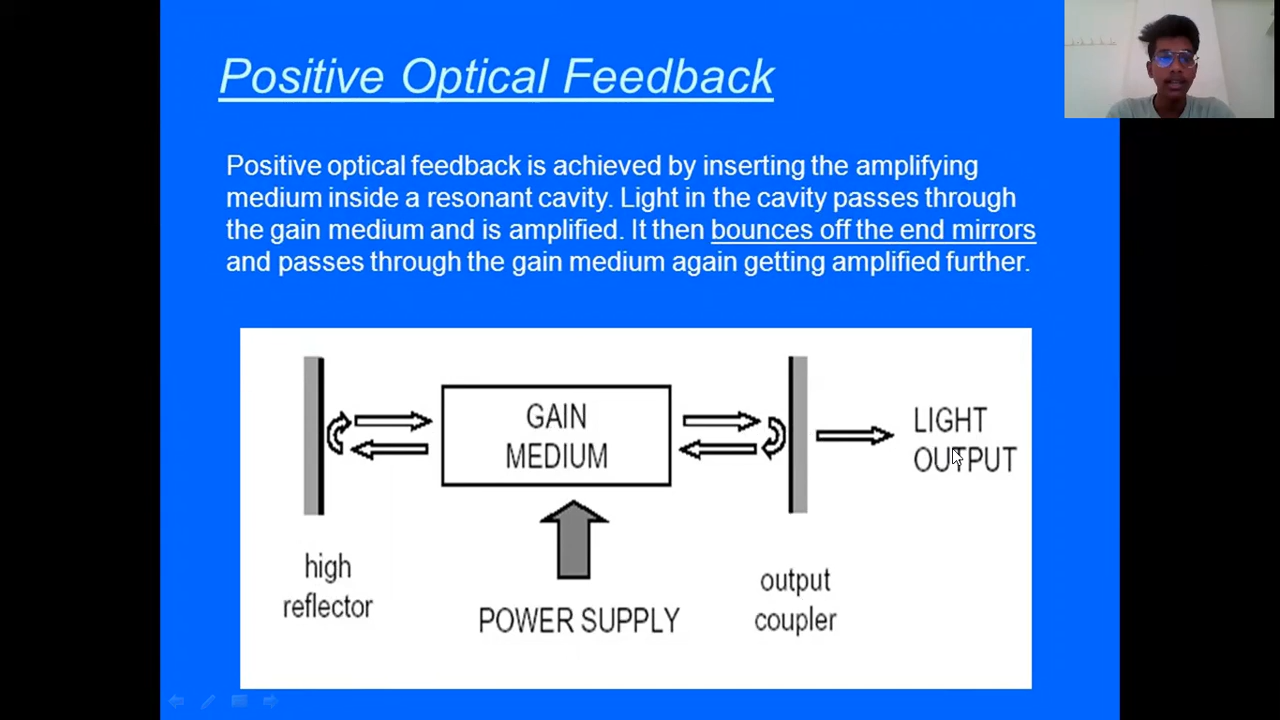 Positive Optical Feedback
Positive optical feedback is achieved by inserting the amplifying
medium inside a resonant cavity. Light in the cavity passes through
the gain medium and is amplified. It then bounces off the end mirrors
and passes through the gain medium again getting amplified further.
GAIN
MEDIUM
LIGHT
OUTPUT
high
reflector
POWER SUPPLY
output
coupler